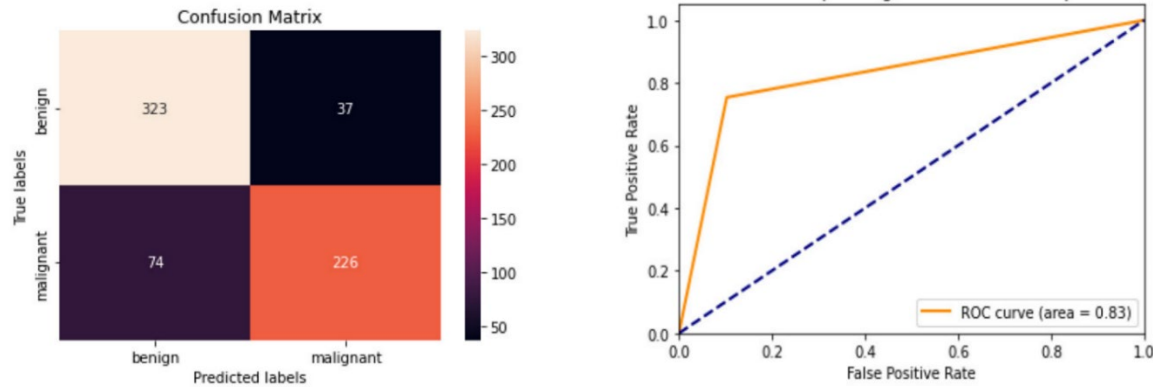 Confusion Matrix
benign
323
37
True labels
malignant
74
226
benign
malignant
Predicted labels
300
250
200
150
100
50
1.0
0.8
0.6
0.4
0.2
0.0
True Positive Rate
ROC curve (area = 0.83)
0.0
0.2
0.4
0.6
0.8
1.0
False Positive Rate